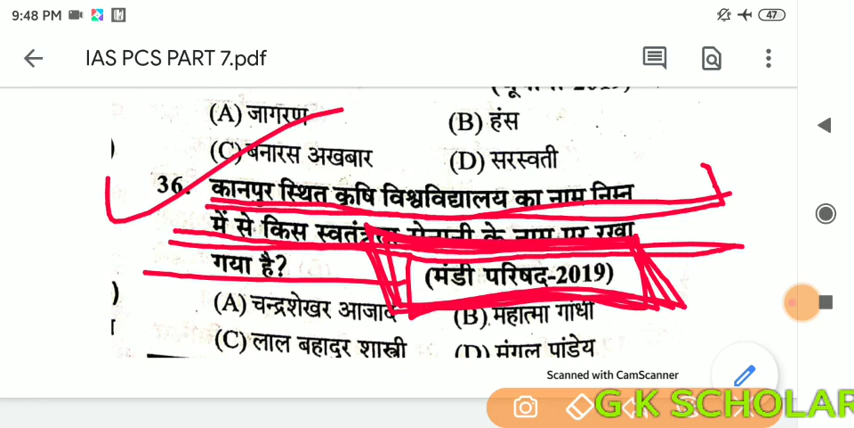 9:48 PM
47
IAS PCS PART 7.pdf
(A) जागरण
(B) हंस
(C) बनारस अखबार
(D) सरस्वती
36. कानपुर स्थित कृषि विश्वविद्यालय का नाम निम्न
में से किस स्वतंत्रता सेनानी के नाम पर रखा
गया है?
(मंडी परिषद-2019)
(A) चन्द्रशेखर आजाद
(B) महात्मा गांधी
(C) लाल बहादुर शास्त्री
(D) मंगल पांडेय
Scanned with CamScanner
G K SCHOLAR